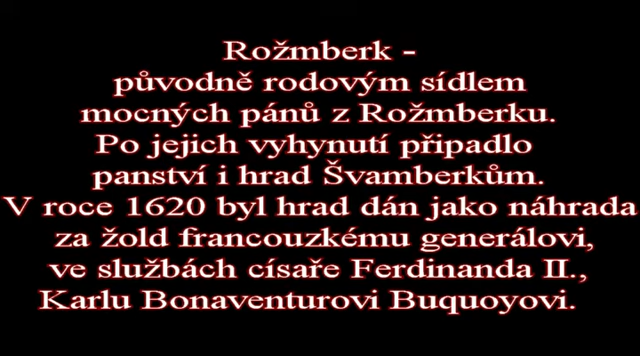 Rožmberk -
původně rodovým sídlem
mocných pánů z Rožmberku.
Po jejich vyhynutí připadlo
panství i hrad Švamberkům.
V roce 1620 byl hrad dán jako náhrada
za žold francouzkému generálovi,
ve službách císaře Ferdinanda II.,
Karlu Bonaventurovi Buquoyovi.